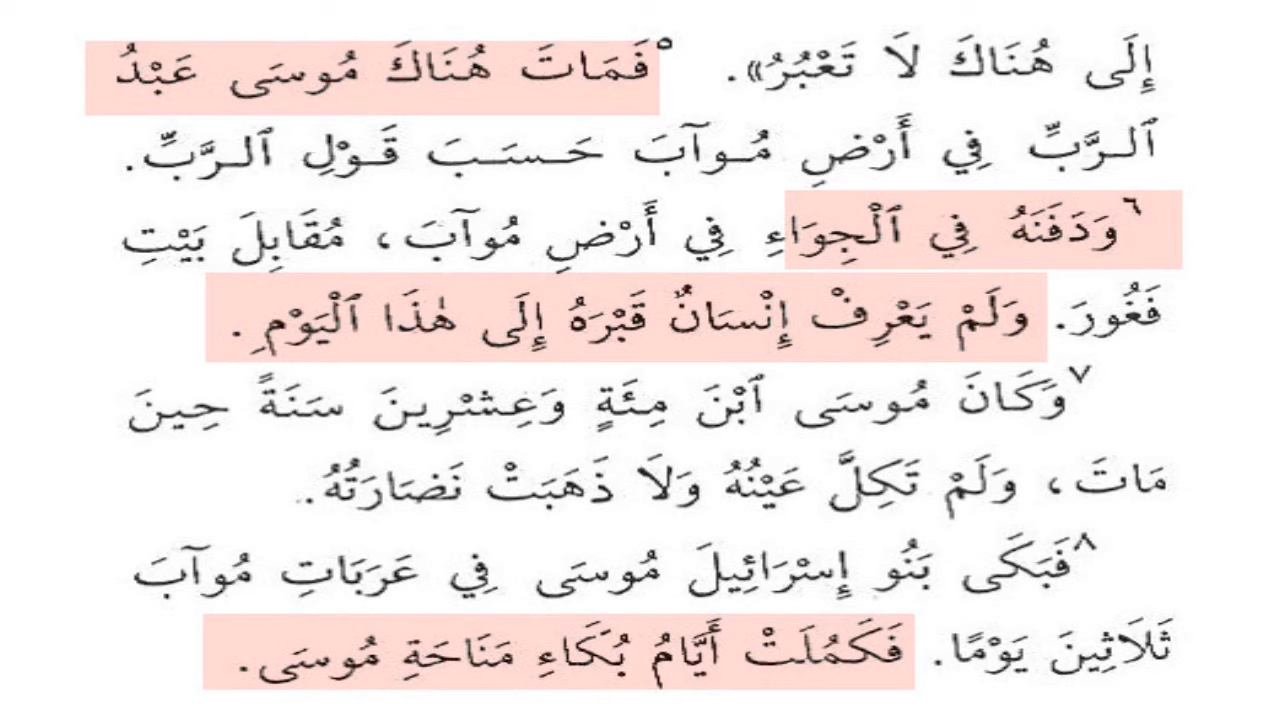 إِلَى هُنَاكَ لَا تَعْبُرُ». ٥فَمَاتَ هُنَاكَ مُوسَى عَبْدُ
ٱلرَّبِّ فِي أَرْضِ مُوآبَ حَسَبَ قَوْلِ ٱلرَّبِّ.
٦وَدَفَنَهُ فِي ٱلْجِوَاءِ فِي أَرْضِ مُوآبَ، مُقَابِلَ بَيْتِ
فَغُورَ. وَلَمْ يَعْرِفْ إِنْسَانٌ قَبْرَهُ إِلَى هٰذَا ٱلْيَوْمِ.
٧وَكَانَ مُوسَى ٱبْنَ مِئَةٍ وَعِشْرِينَ سَنَةً حِينَ
مَاتَ، وَلَمْ تَكِلَّ عَيْنُهُ وَلَا ذَهَبَتْ نَضَارَتُهُ.
٨فَبَكَى بَنُو إِسْرَائِيلَ مُوسَى فِي عَرَبَاتِ مُوآبَ
ثَلَاثِينَ يَوْمًا. فَكَمُلَتْ أَيَّامُ بُكَاءِ مَنَاحَةِ مُوسَى.